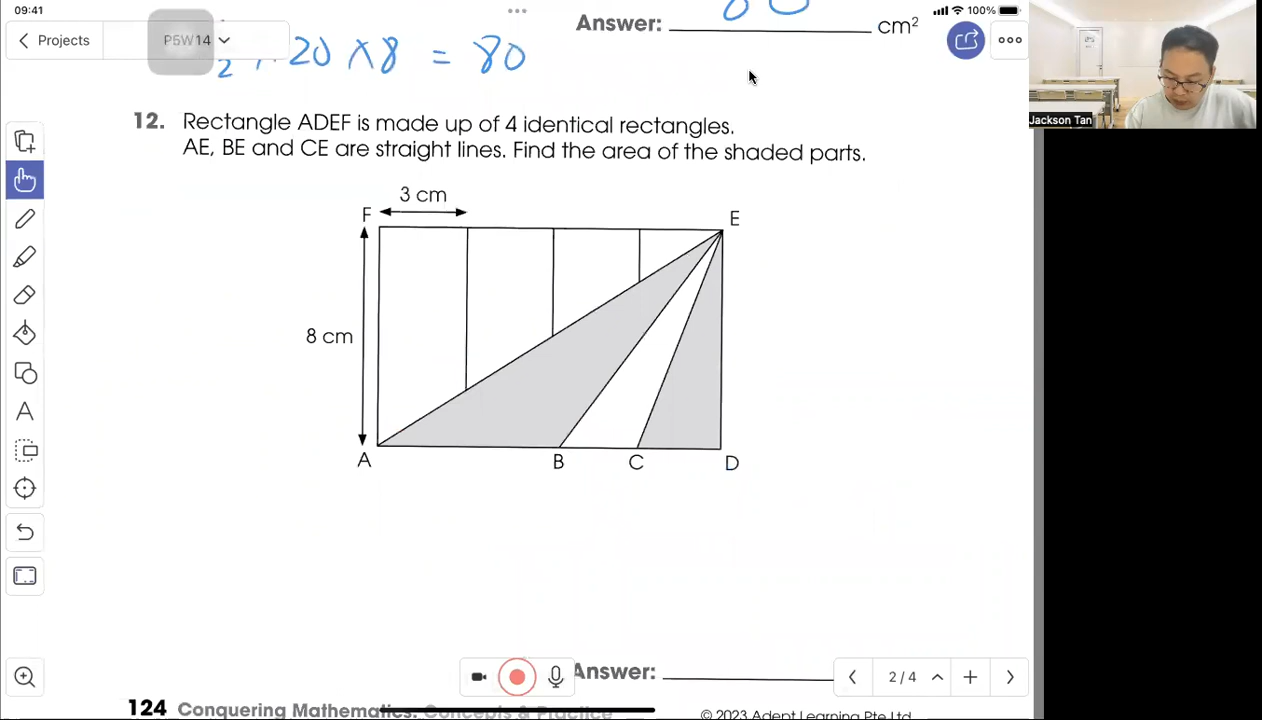 09:41
100%
Projects
P5W14
Answer: cm²
20 × 8 = 80
12. Rectangle ADEF is made up of 4 identical rectangles.
AE, BE and CE are straight lines. Find the area of the shaded parts.
3 cm
F
E
8 cm
A
B
C
D
Answer:
2/4
124 Conquering Mathematics: Concepts & Practice
© 2023 Adept Learning Pte Ltd
Jackson Tan